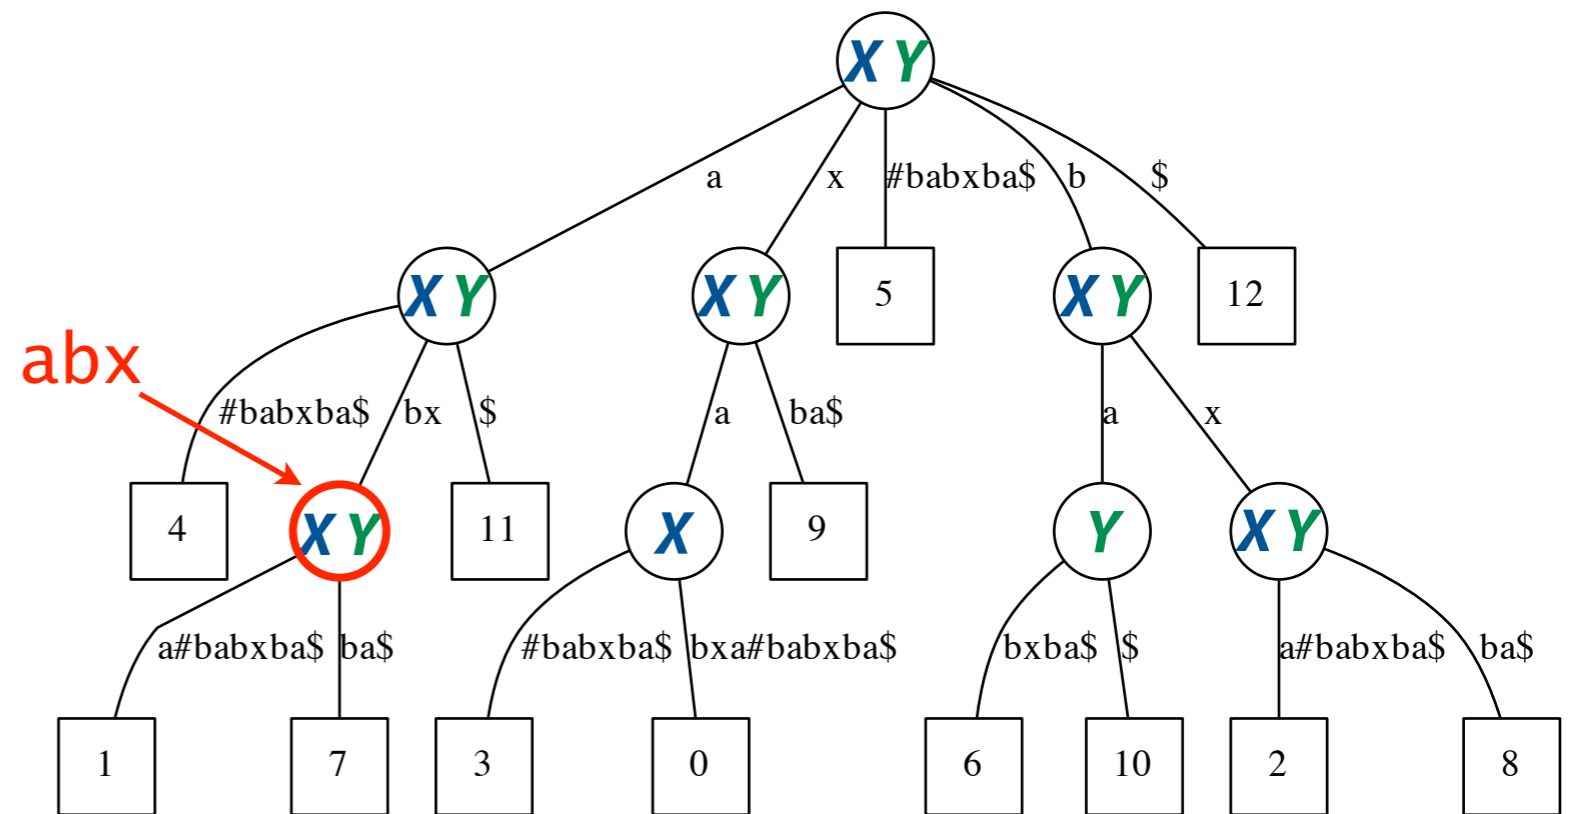 X Y
a x #babxba$ b $
X Y X Y 5 X Y 12
abx
#babxba$ bx $ a ba$ a x
4 X Y 11 X 9 Y X Y
a#babxba$ ba$ #babxba$ bxa#babxba$ bxba$ $ a#babxba$ ba$
1 7 3 0 6 10 2 8